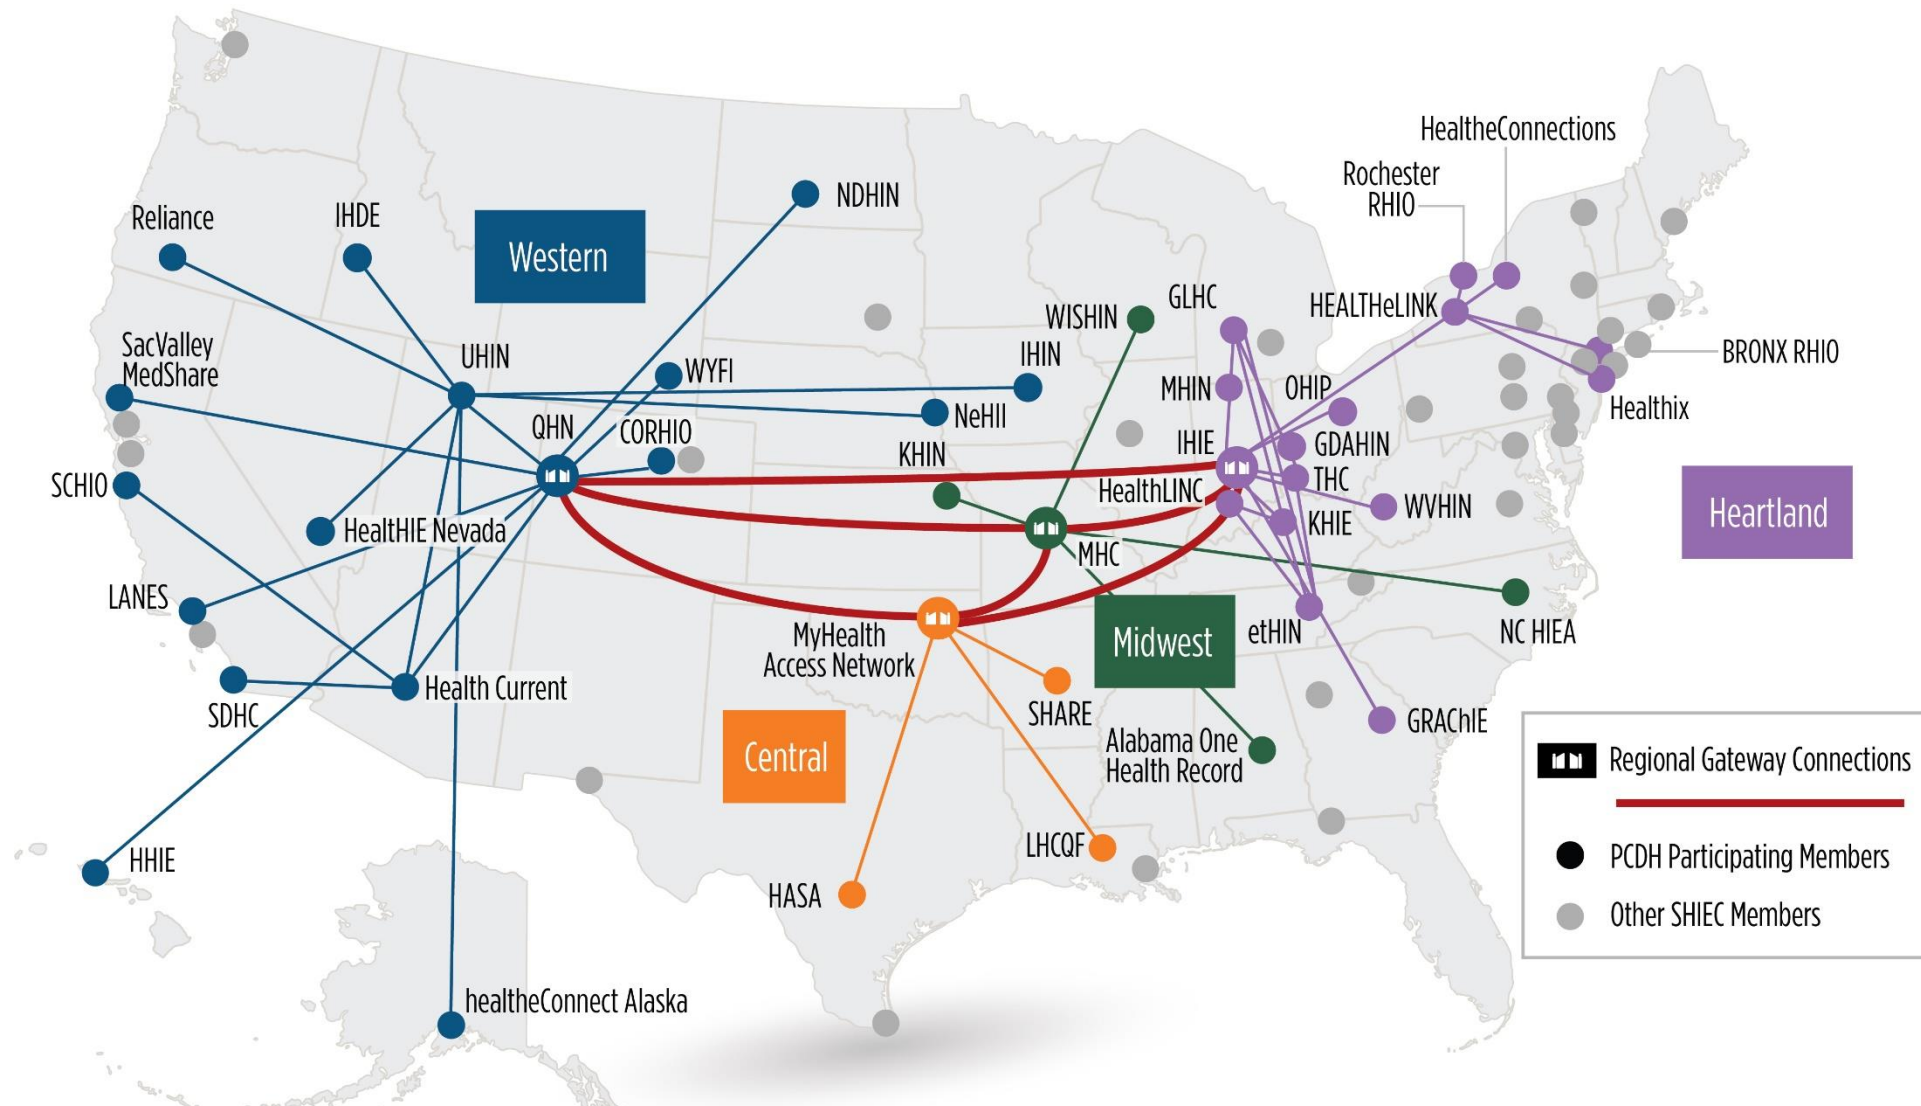 HealtheConnections
Rochester
RHIO
NDHIN
Reliance
IHDE
Western
GLHC
HEALTHeLINK
WISHIN
SacValley
MedShare
UHIN
WYFI
IHIN
BRONX RHIO
MHIN
OHIP
NeHII
Healthix
QHN
CORHIO
KHIN
IHIE
GDAHIN
THC
SCHIO
HealthLINC
WVHIN
Heartland
HealtHIE Nevada
KHIE
MHC
LANES
MyHealth
Access Network
Midwest
etHIN
NC HIEA
Health Current
SDHC
SHARE
GRAChIE
Central
Alabama One
Health Record
Regional Gateway Connections
LHCQF
PCDH Participating Members
HHIE
HASA
Other SHIEC Members
healtheConnect Alaska